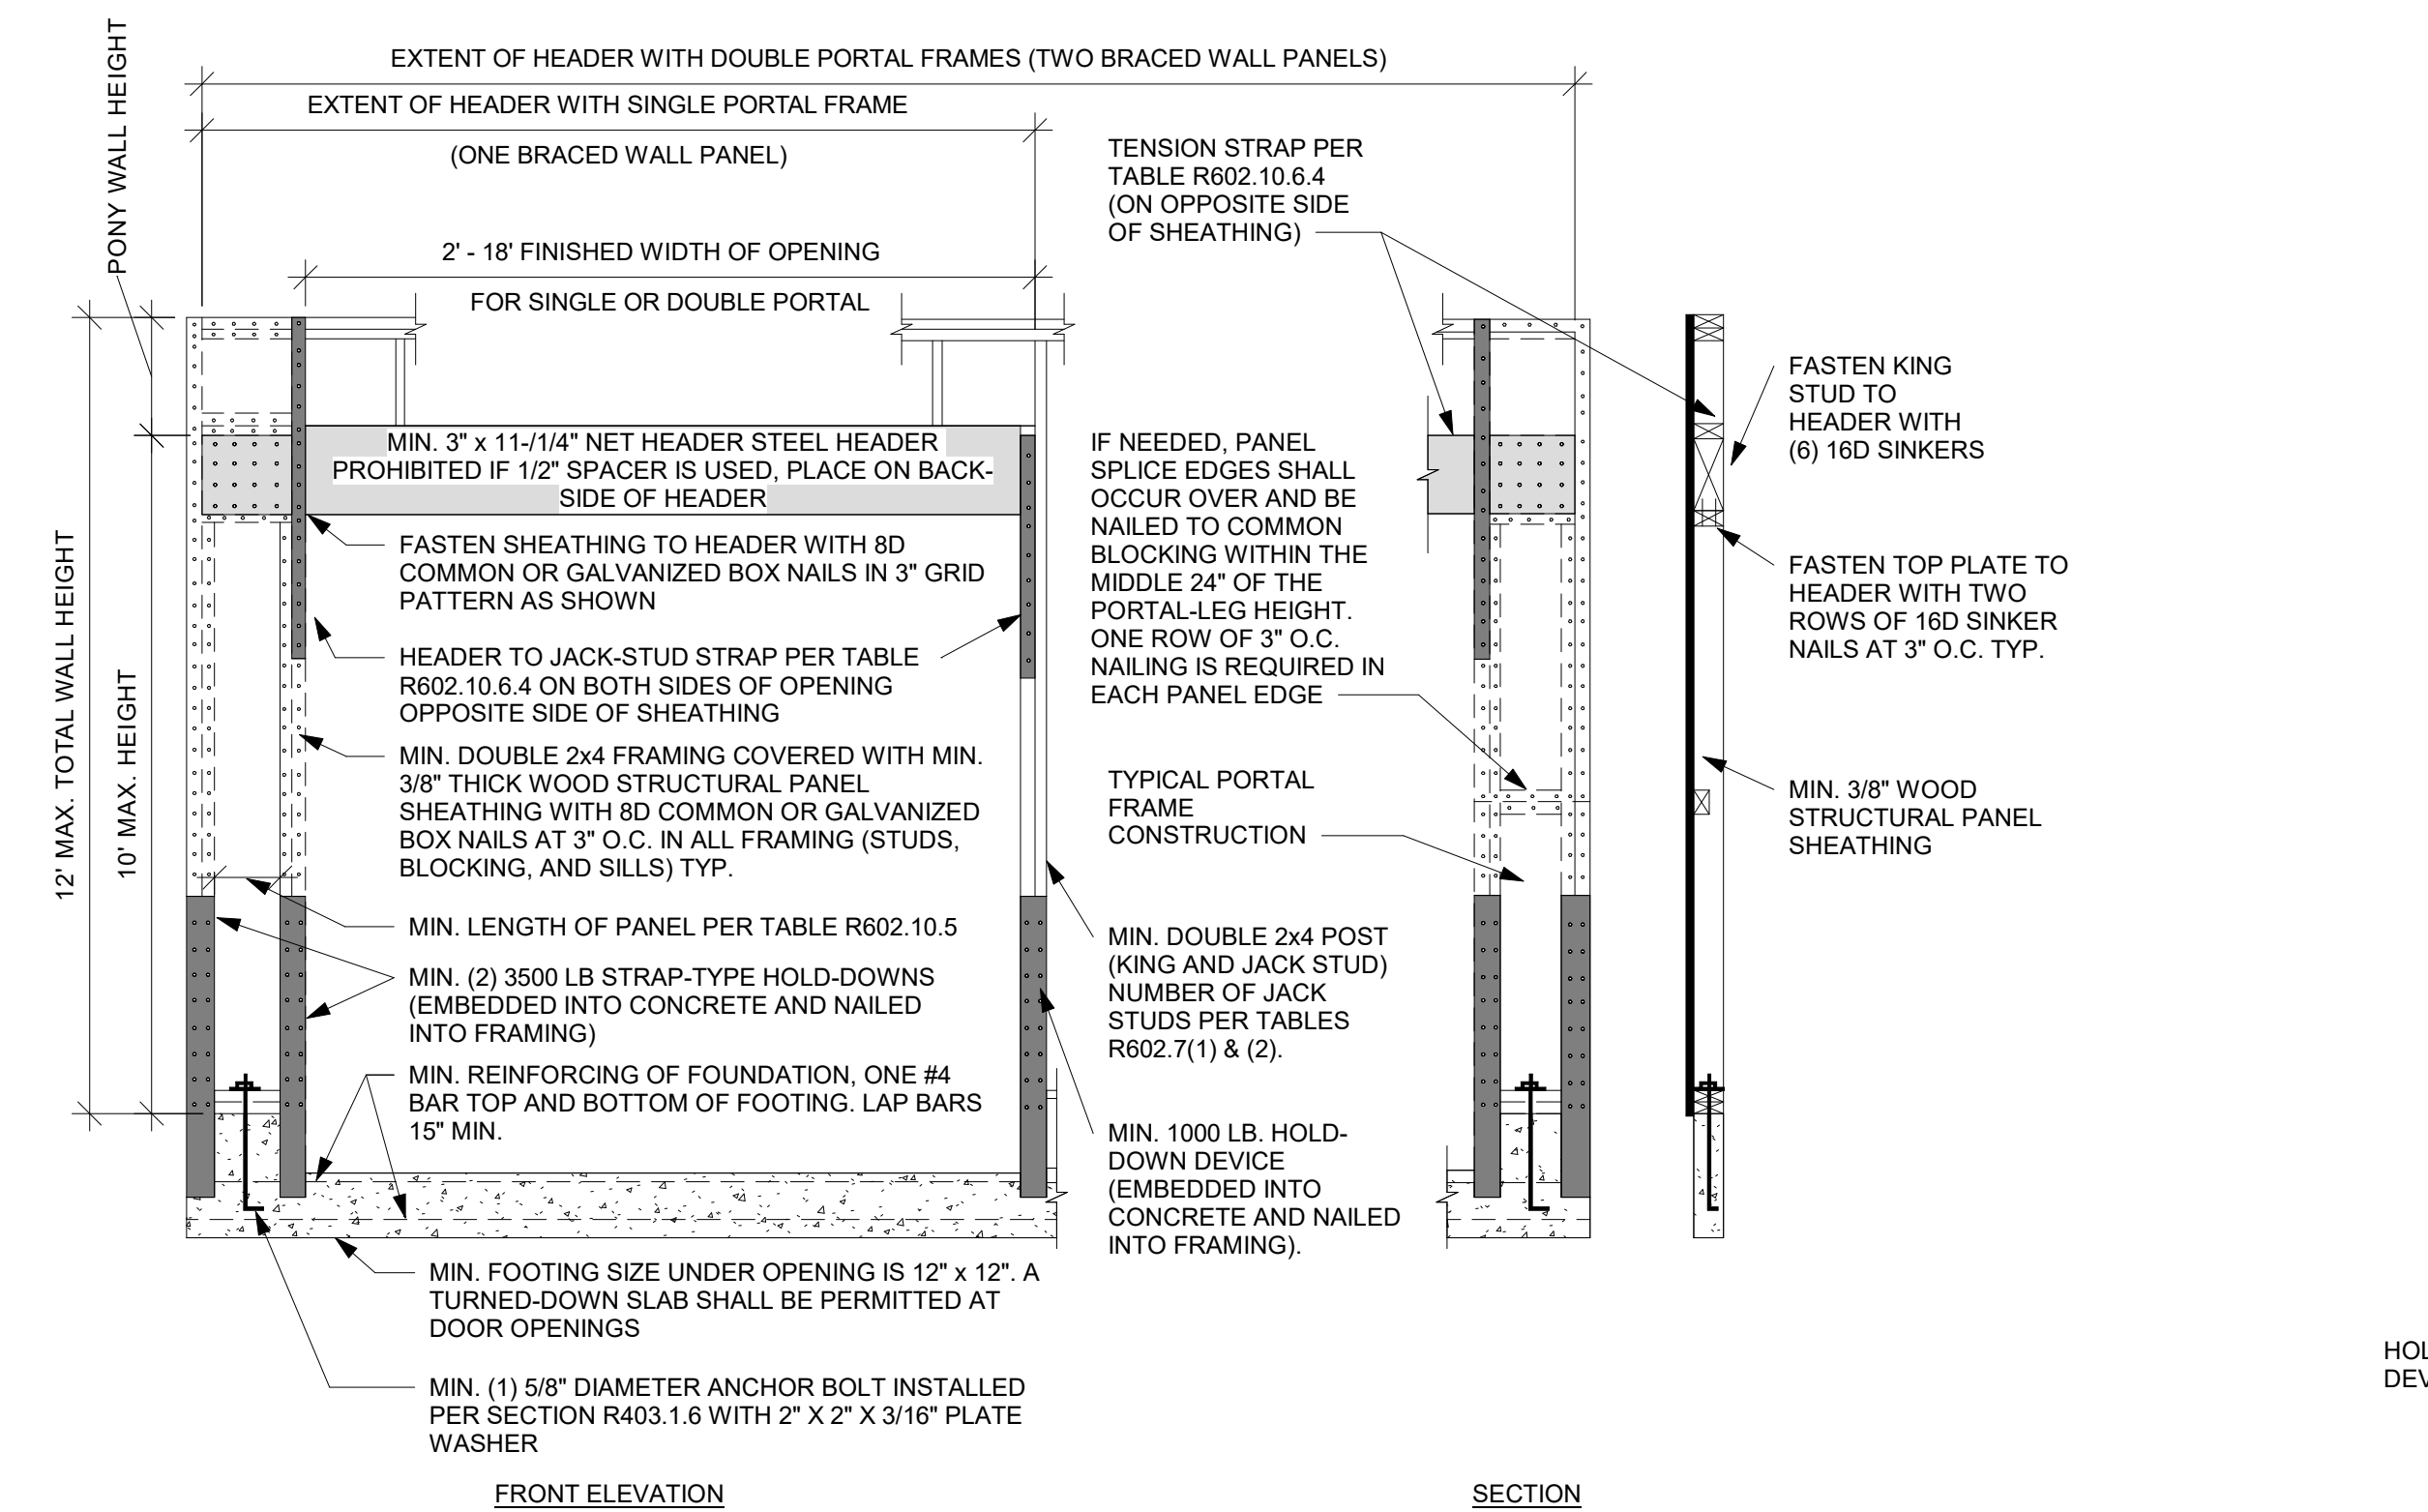 EXTENT OF HEADER WITH DOUBLE PORTAL FRAMES (TWO BRACED WALL PANELS)
EXTENT OF HEADER WITH SINGLE PORTAL FRAME
(ONE BRACED WALL PANEL)
2' - 18' FINISHED WIDTH OF OPENING
FOR SINGLE OR DOUBLE PORTAL
PONY WALL HEIGHT
12' MAX. TOTAL WALL HEIGHT
10' MAX. HEIGHT
MIN. 3" x 11-/1/4" NET HEADER STEEL HEADER
PROHIBITED IF 1/2" SPACER IS USED, PLACE ON BACK-
SIDE OF HEADER
FASTEN SHEATHING TO HEADER WITH 8D
COMMON OR GALVANIZED BOX NAILS IN 3" GRID
PATTERN AS SHOWN
HEADER TO JACK-STUD STRAP PER TABLE
R602.10.6.4 ON BOTH SIDES OF OPENING
OPPOSITE SIDE OF SHEATHING
MIN. DOUBLE 2x4 FRAMING COVERED WITH MIN.
3/8" THICK WOOD STRUCTURAL PANEL
SHEATHING WITH 8D COMMON OR GALVANIZED
BOX NAILS AT 3" O.C. IN ALL FRAMING (STUDS,
BLOCKING, AND SILLS) TYP.
MIN. LENGTH OF PANEL PER TABLE R602.10.5
MIN. (2) 3500 LB STRAP-TYPE HOLD-DOWNS
(EMBEDDED INTO CONCRETE AND NAILED
INTO FRAMING)
MIN. REINFORCING OF FOUNDATION, ONE #4
BAR TOP AND BOTTOM OF FOOTING. LAP BARS
15" MIN.
MIN. FOOTING SIZE UNDER OPENING IS 12" x 12". A
TURNED-DOWN SLAB SHALL BE PERMITTED AT
DOOR OPENINGS
MIN. (1) 5/8" DIAMETER ANCHOR BOLT INSTALLED
PER SECTION R403.1.6 WITH 2" X 2" X 3/16" PLATE
WASHER
FRONT ELEVATION
TENSION STRAP PER
TABLE R602.10.6.4
(ON OPPOSITE SIDE
OF SHEATHING)
IF NEEDED, PANEL
SPLICE EDGES SHALL
OCCUR OVER AND BE
NAILED TO COMMON
BLOCKING WITHIN THE
MIDDLE 24" OF THE
PORTAL-LEG HEIGHT.
ONE ROW OF 3" O.C.
NAILING IS REQUIRED IN
EACH PANEL EDGE
TYPICAL PORTAL
FRAME
CONSTRUCTION
MIN. DOUBLE 2x4 POST
(KING AND JACK STUD)
NUMBER OF JACK
STUDS PER TABLES
R602.7(1) & (2).
MIN. 1000 LB. HOLD-
DOWN DEVICE
(EMBEDDED INTO
CONCRETE AND NAILED
INTO FRAMING).
FASTEN KING
STUD TO
HEADER WITH
(6) 16D SINKERS
FASTEN TOP PLATE TO
HEADER WITH TWO
ROWS OF 16D SINKER
NAILS AT 3" O.C. TYP.
MIN. 3/8" WOOD
STRUCTURAL PANEL
SHEATHING
SECTION